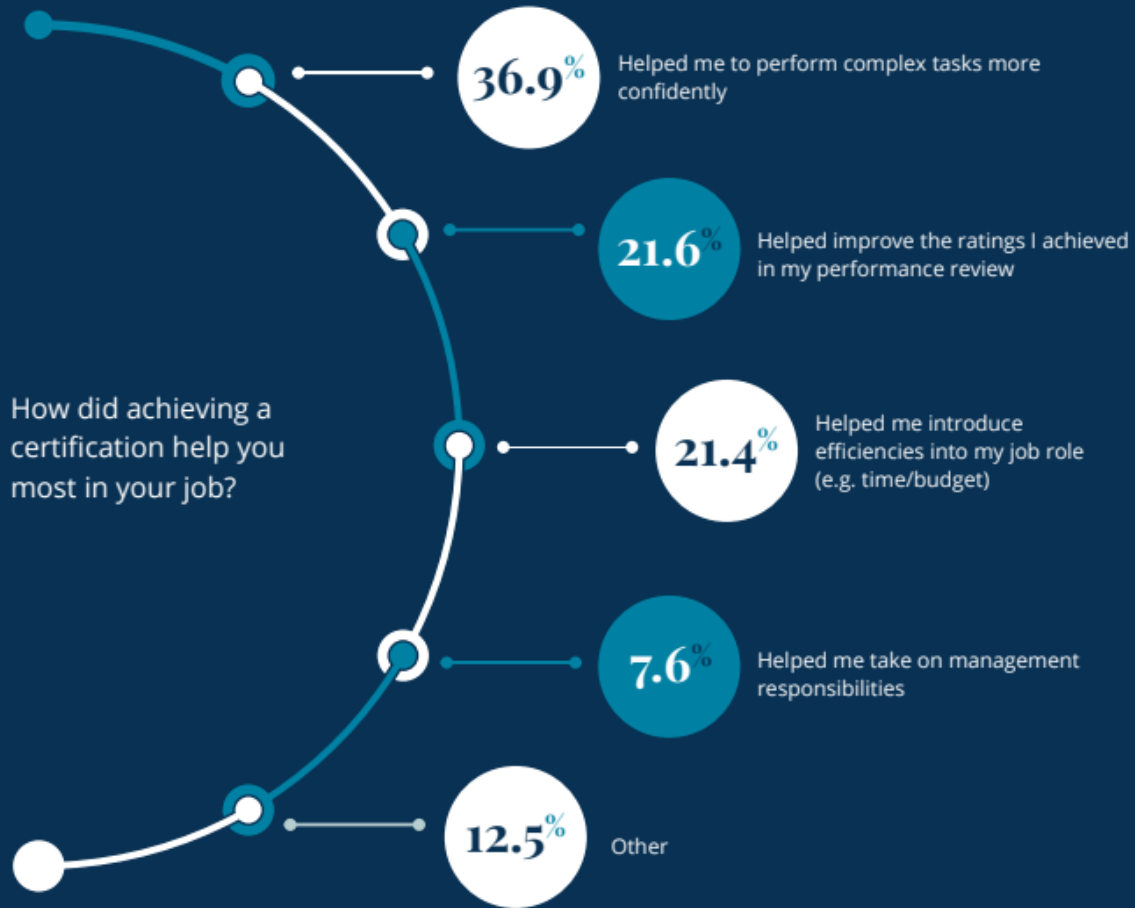 36.9%
Helped me to perform complex tasks more
confidently
21.6%
Helped improve the ratings I achieved
in my performance review
How did achieving a
certification help you
most in your job?
21.4%
Helped me introduce
efficiencies into my job role
(e.g. time/budget)
7.6%
Helped me take on management
responsibilities
12.5%
Other